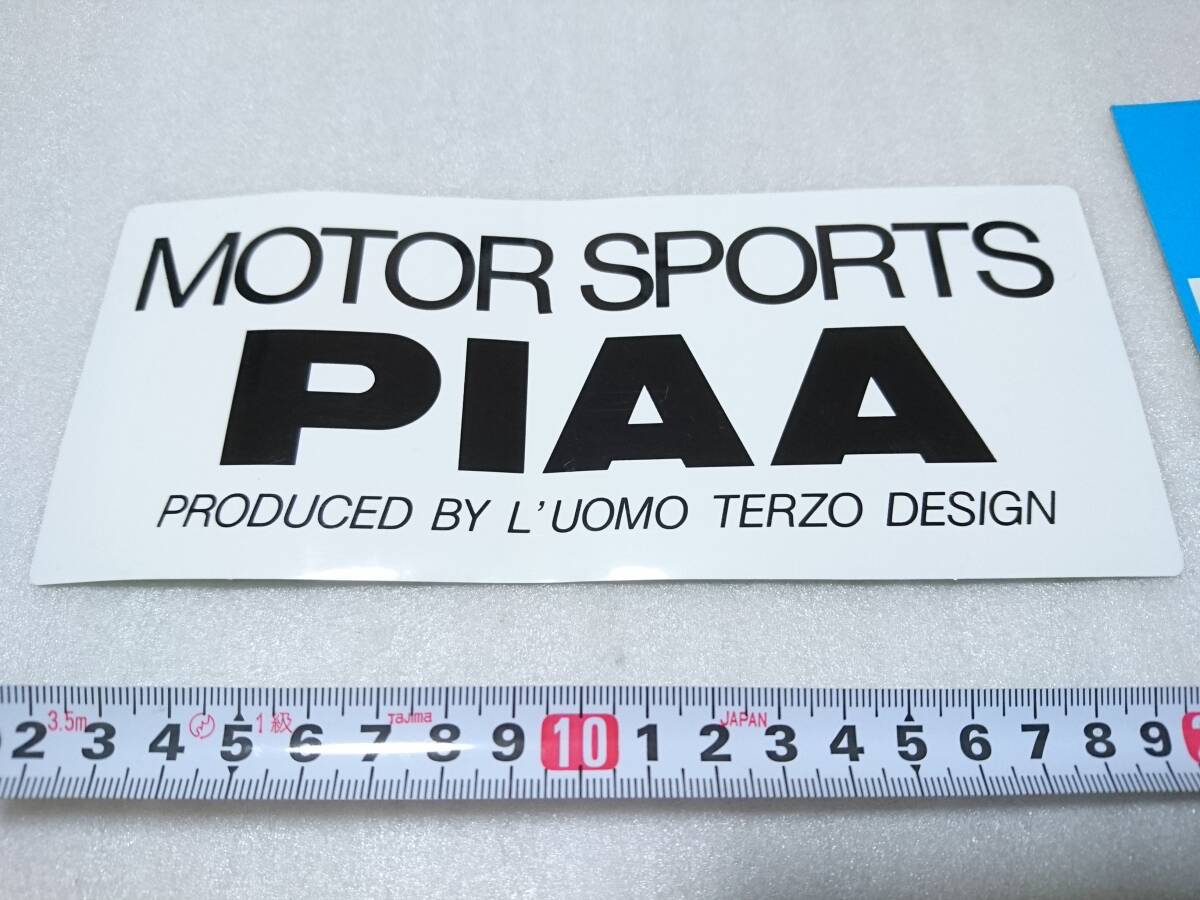 MOTOR SPORTS
PIAA
PRODUCED BY L'UOMO TERZO DESIGN
3.5m 1級 Tajima JAPAN
2 3 4 5 6 7 8 9 10 1 2 3 4 5 6 7 8 9